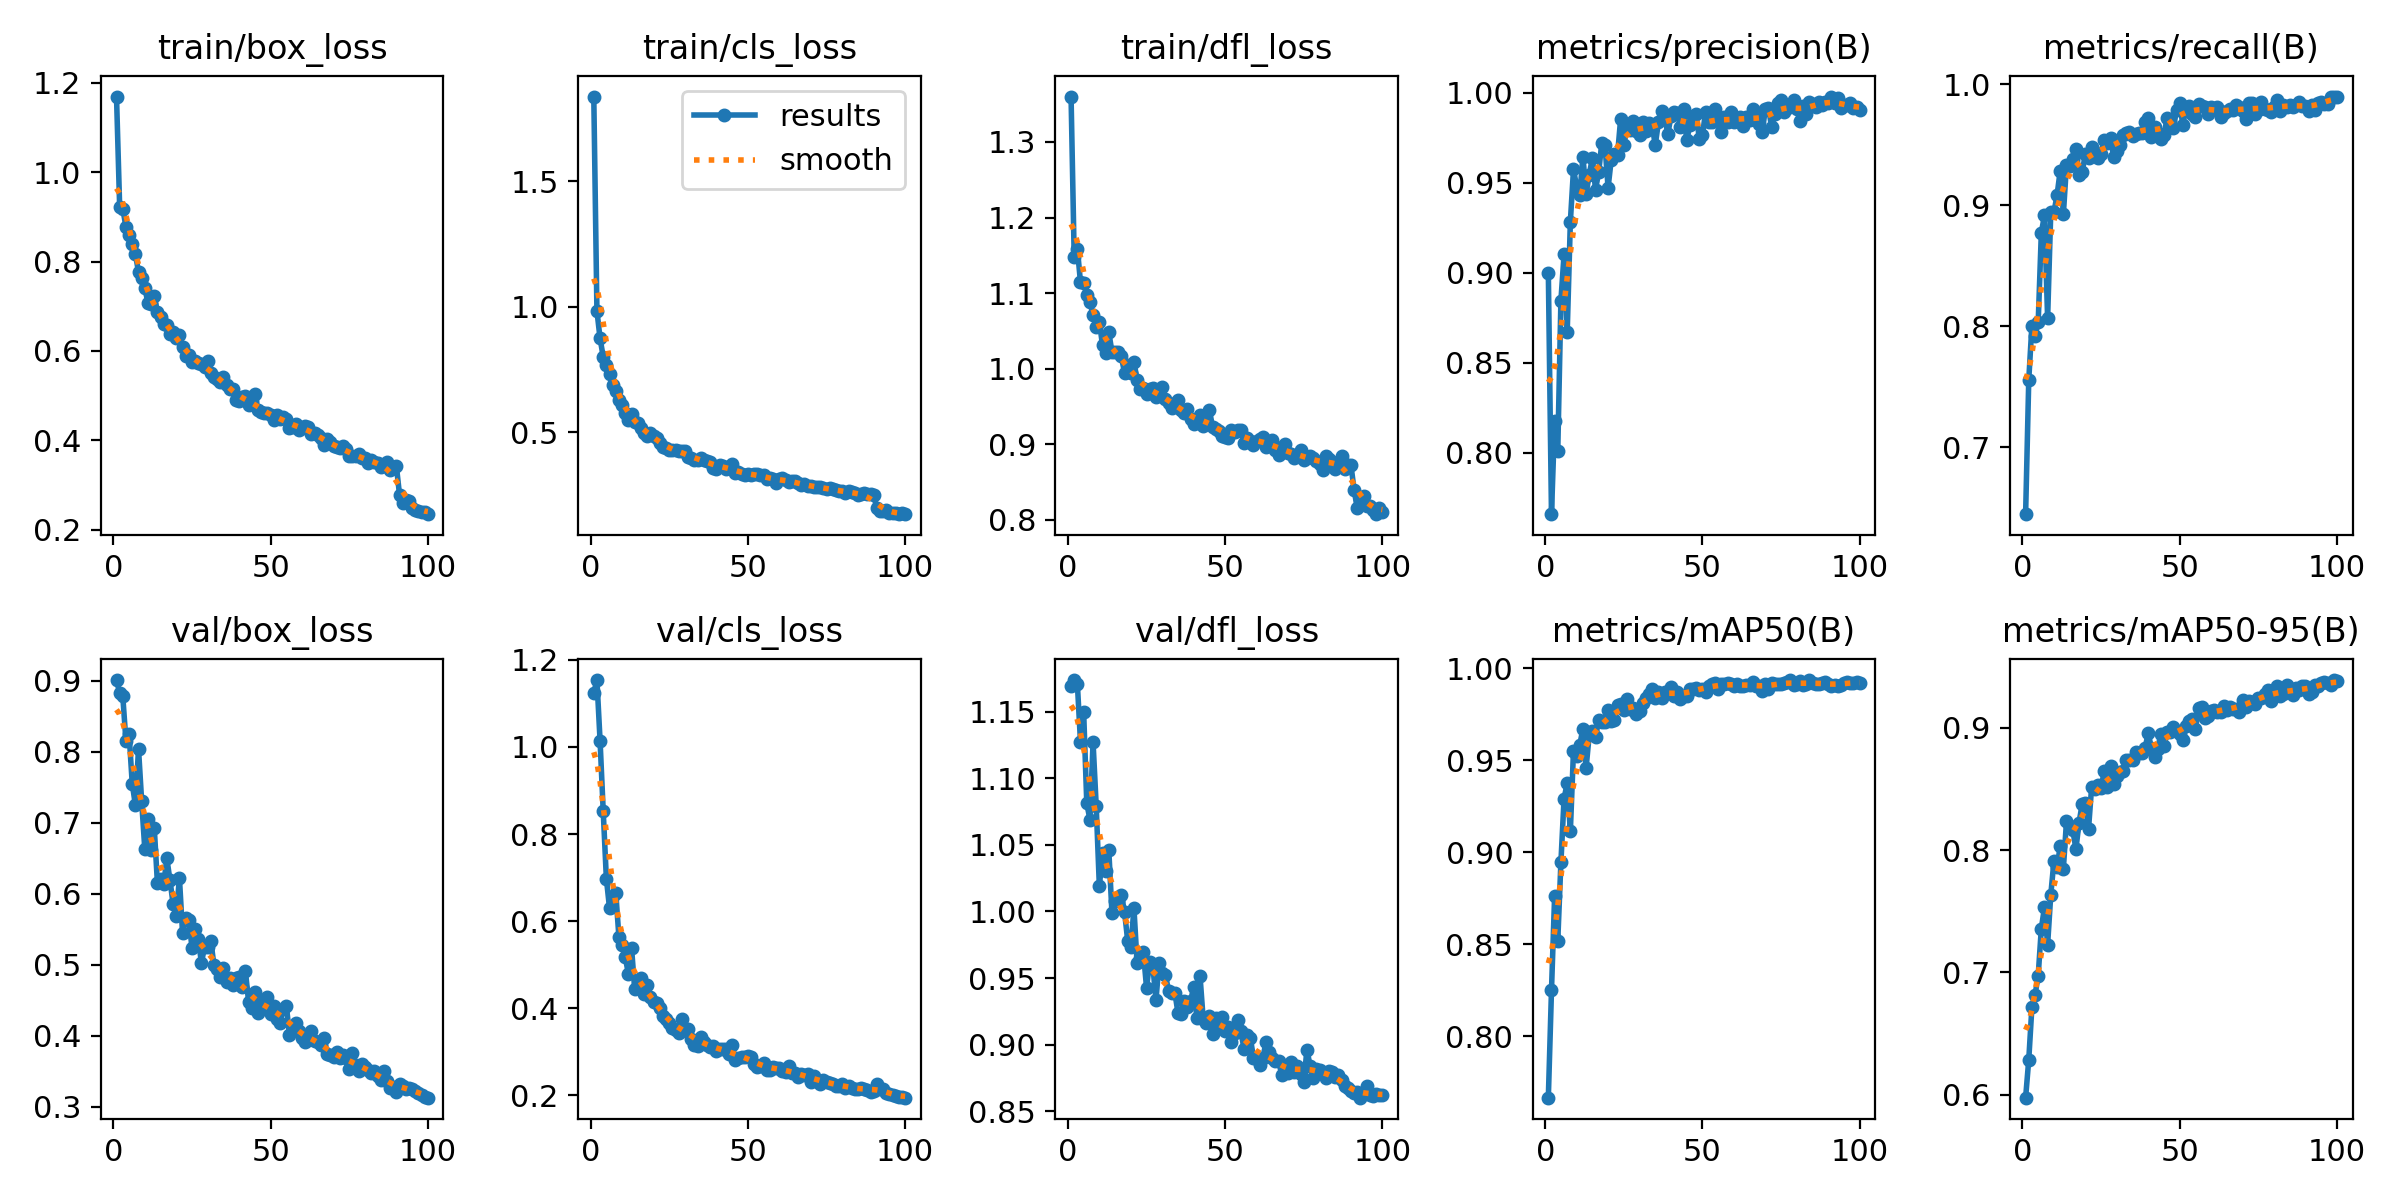 train/box_loss
1.2
1.0
0.8
0.6
0.4
0.2
0 50 100
train/cls_loss
results
smooth
1.5
1.0
0.5
0 50 100
train/dfl_loss
1.3
1.2
1.1
1.0
0.9
0.8
0 50 100
metrics/precision(B)
1.00
0.95
0.90
0.85
0.80
0 50 100
metrics/recall(B)
1.0
0.9
0.8
0.7
0 50 100
val/box_loss
0.9
0.8
0.7
0.6
0.5
0.4
0.3
0 50 100
val/cls_loss
1.2
1.0
0.8
0.6
0.4
0.2
0 50 100
val/dfl_loss
1.15
1.10
1.05
1.00
0.95
0.90
0.85
0 50 100
metrics/mAP50(B)
1.00
0.95
0.90
0.85
0.80
0 50 100
metrics/mAP50-95(B)
0.9
0.8
0.7
0.6
0 50 100